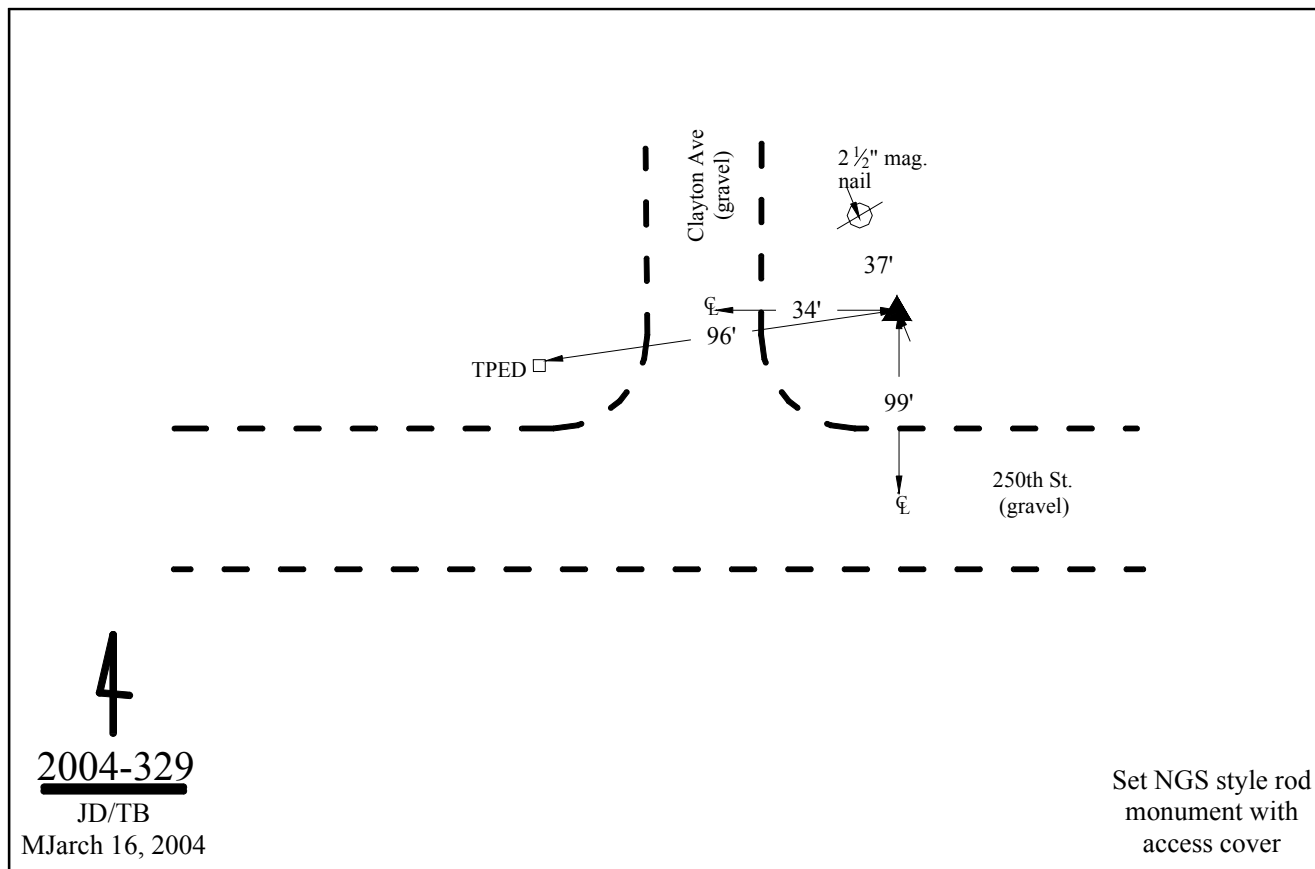 Clayton Ave
(gravel)
2 ½" mag.
nail
37'
℄
34'
96'
TPED
99'
250th St.
(gravel)
℄
2004-329
JD/TB
MJarch 16, 2004
Set NGS style rod
monument with
access cover